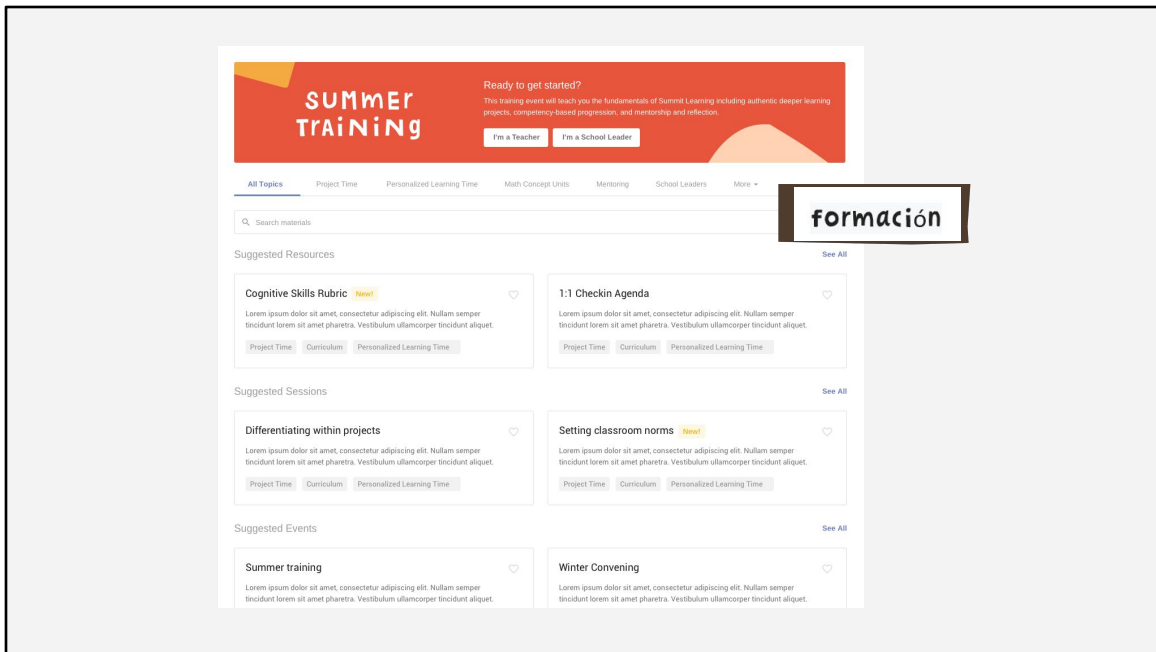 SUMMER
TRAINING
Ready to get started?
This training event will teach you the fundamentals of Summit Learning including authentic deeper learning
projects, competency-based progression, and mentorship and reflection.
I'm a Teacher I'm a School Leader
All Topics Project Time Personalized Learning Time Math Concept Units Mentoring School Leaders More
formación
Search materials
Suggested Resources See All
Cognitive Skills Rubric New!
Lorem ipsum dolor sit amet, consectetur adipiscing elit. Nullam semper
tincidunt lorem sit amet pharetra. Vestibulum ullamcorper tincidunt aliquet.
Project Time Curriculum Personalized Learning Time
1:1 Checkin Agenda
Lorem ipsum dolor sit amet, consectetur adipiscing elit. Nullam semper
tincidunt lorem sit amet pharetra. Vestibulum ullamcorper tincidunt aliquet.
Project Time Curriculum Personalized Learning Time
Suggested Sessions See All
Differentiating within projects
Lorem ipsum dolor sit amet, consectetur adipiscing elit. Nullam semper
tincidunt lorem sit amet pharetra. Vestibulum ullamcorper tincidunt aliquet.
Project Time Curriculum Personalized Learning Time
Setting classroom norms New!
Lorem ipsum dolor sit amet, consectetur adipiscing elit. Nullam semper
tincidunt lorem sit amet pharetra. Vestibulum ullamcorper tincidunt aliquet.
Project Time Curriculum Personalized Learning Time
Suggested Events See All
Summer training
Lorem ipsum dolor sit amet, consectetur adipiscing elit. Nullam semper
tincidunt lorem sit amet pharetra. Vestibulum ullamcorper tincidunt aliquet.
Winter Convening
Lorem ipsum dolor sit amet, consectetur adipiscing elit. Nullam semper
tincidunt lorem sit amet pharetra. Vestibulum ullamcorper tincidunt aliquet.